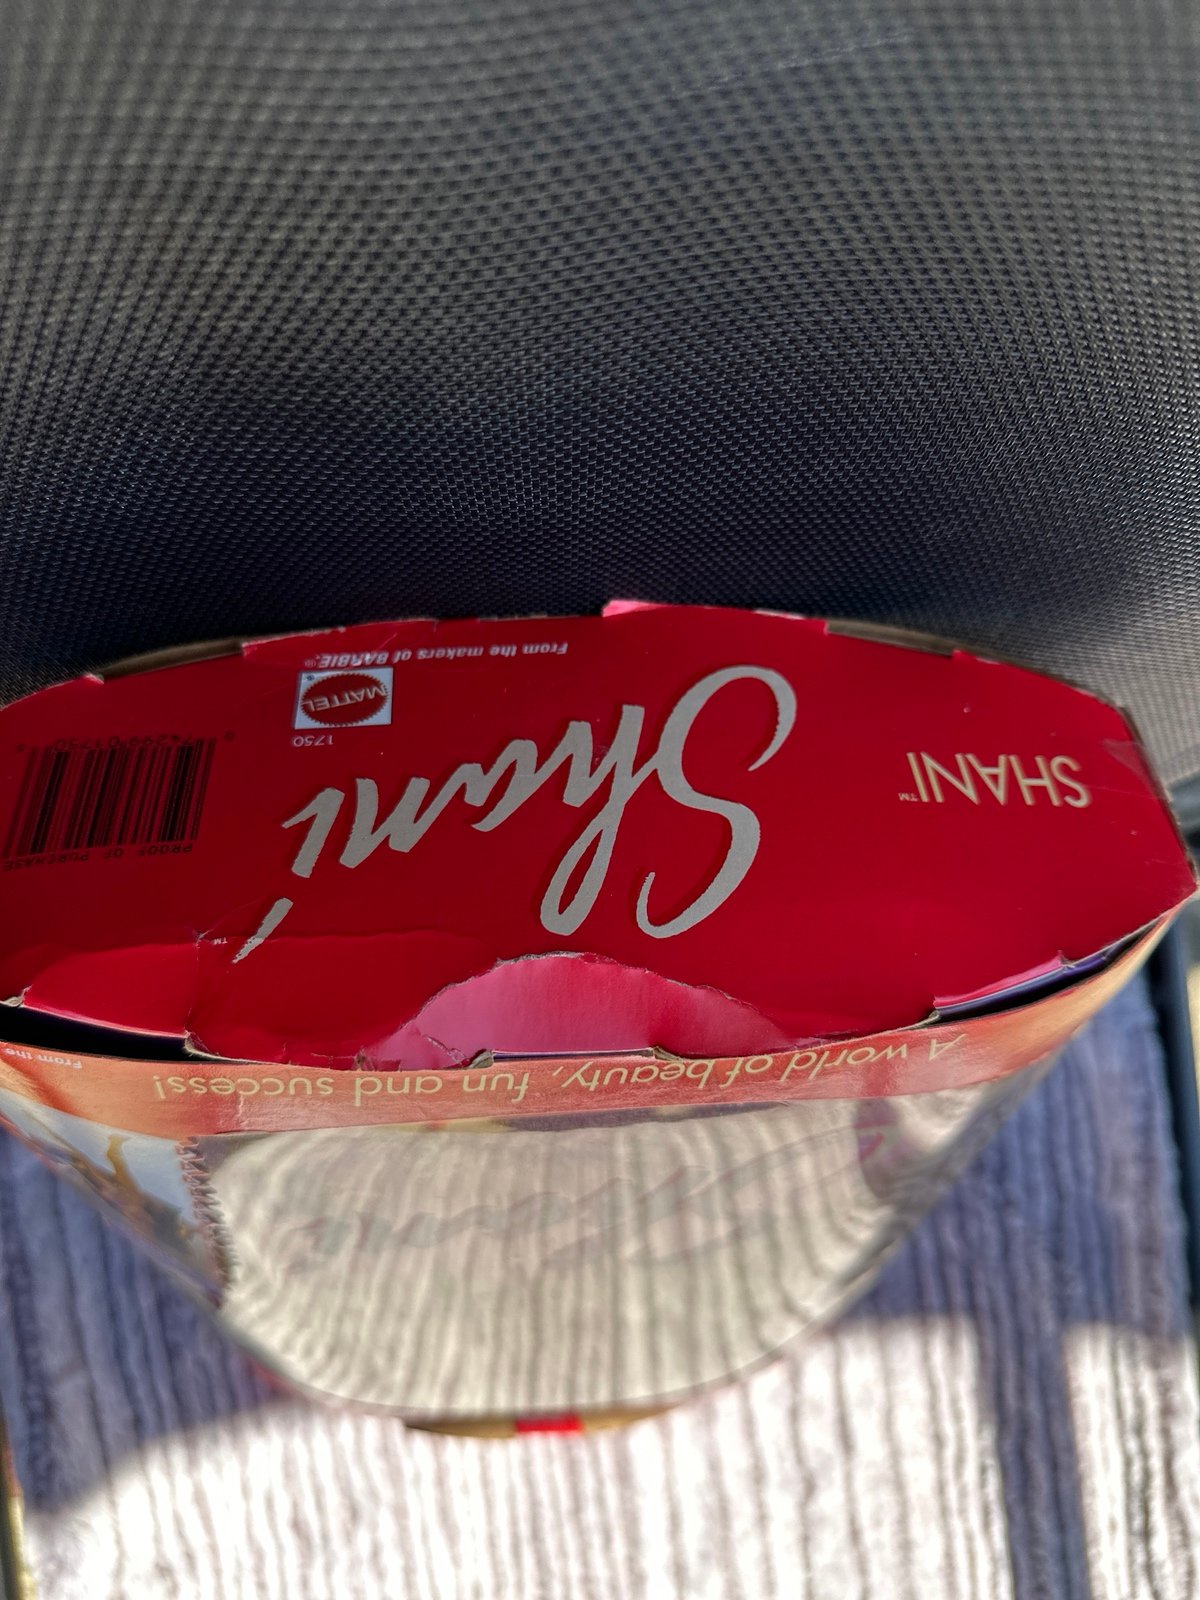 A world of beauty, fun and success!
From the
Shani
™
SHANI™
PROOF OF PURCHASE
1750
MATTEL
®
From the makers of BARBIE®